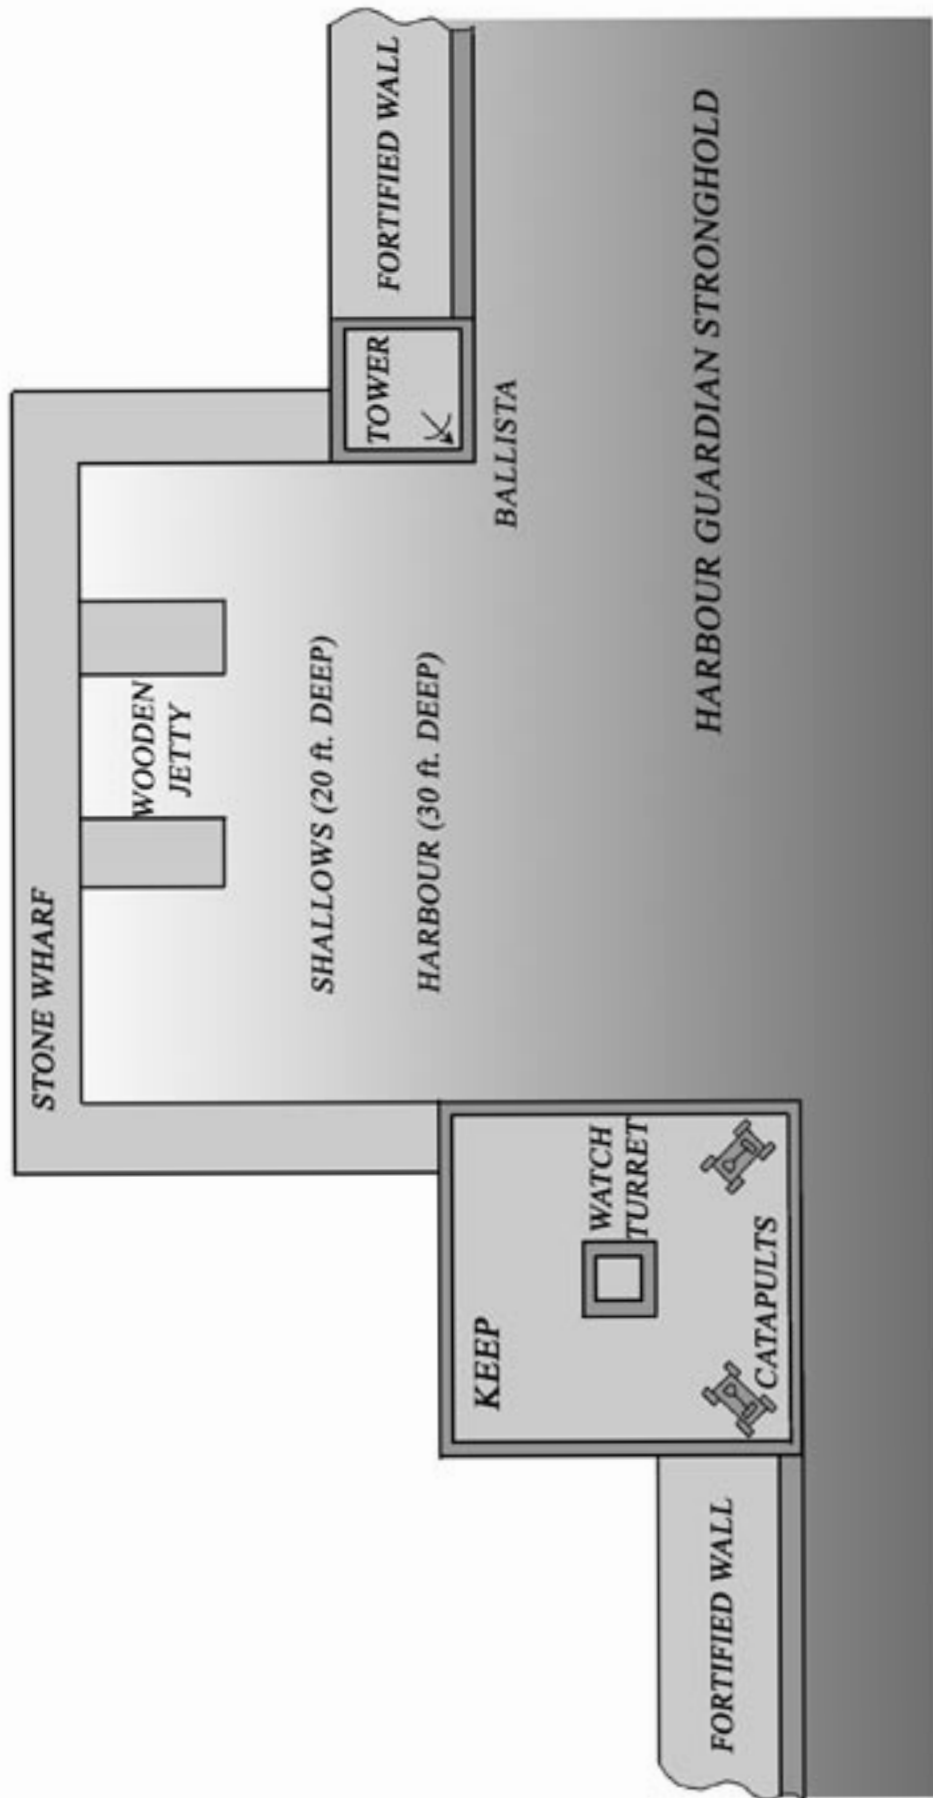 STONE WHARF
WOODEN
JETTY
SHALLOWS (20 ft. DEEP)
HARBOUR (30 ft. DEEP)
TOWER
FORTIFIED WALL
BALLISTA
KEEP
WATCH
TURRET
CATAPULTS
FORTIFIED WALL
HARBOUR GUARDIAN STRONGHOLD